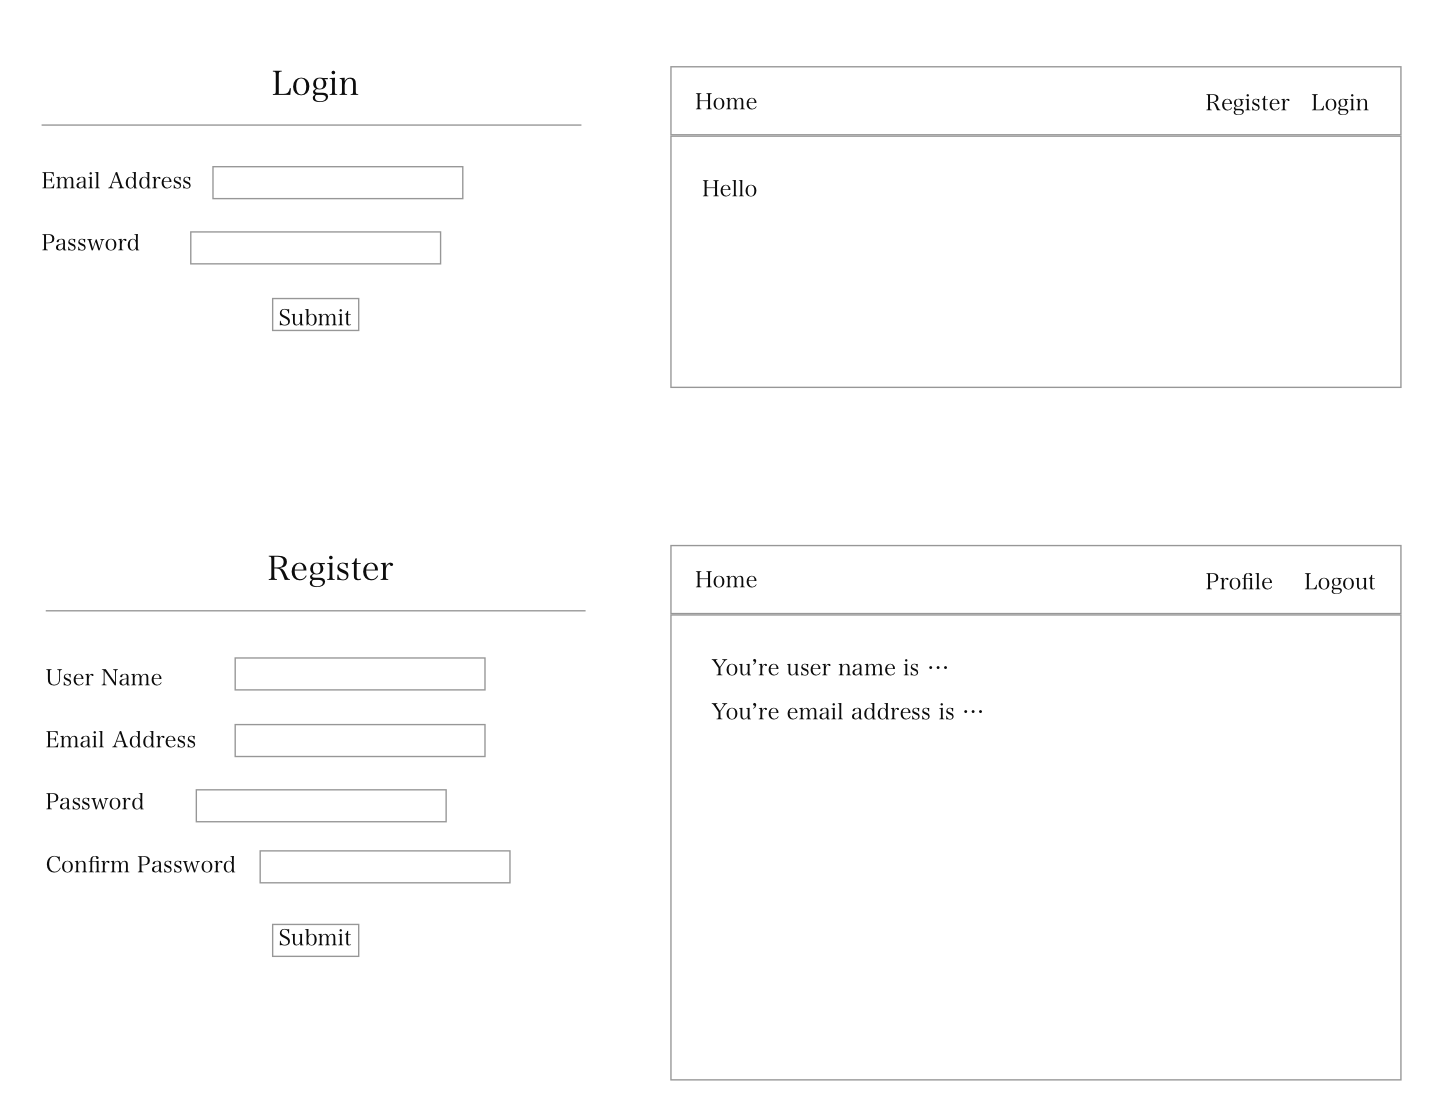 Login
Email Address
Password
Submit
Home Register Login
Hello
Register
User Name
Email Address
Password
Confirm Password
Submit
Home Profile Logout
You’re user name is ···
You’re email address is ···